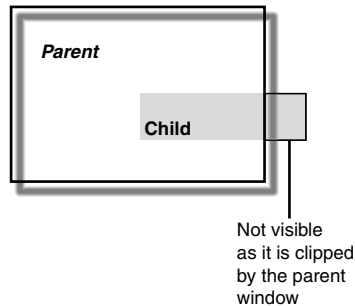 Parent
Child
Not visible
as it is clipped
by the parent
window